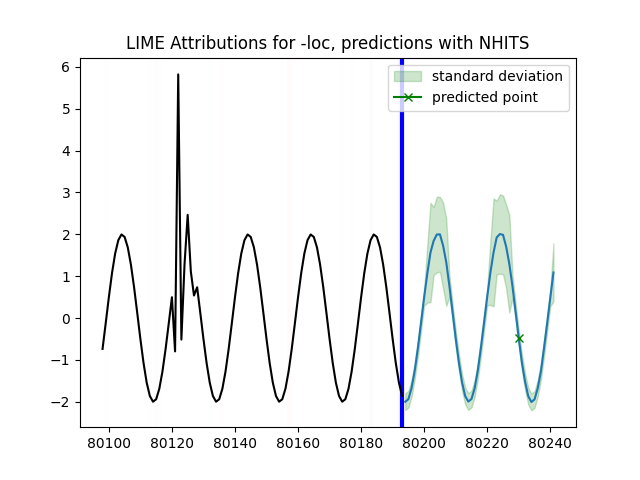 LIME Attributions for -loc, predictions with NHITS
standard deviation
predicted point
6
5
4
3
2
1
0
−1
−2
80100 80120 80140 80160 80180 80200 80220 80240